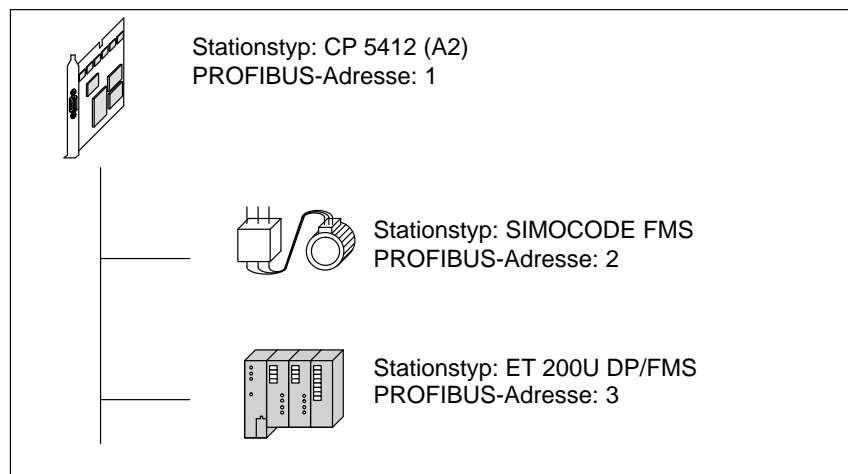 Stationstyp: CP 5412 (A2)
PROFIBUS-Adresse: 1
Stationstyp: SIMOCODE FMS
PROFIBUS-Adresse: 2
Stationstyp: ET 200U DP/FMS
PROFIBUS-Adresse: 3